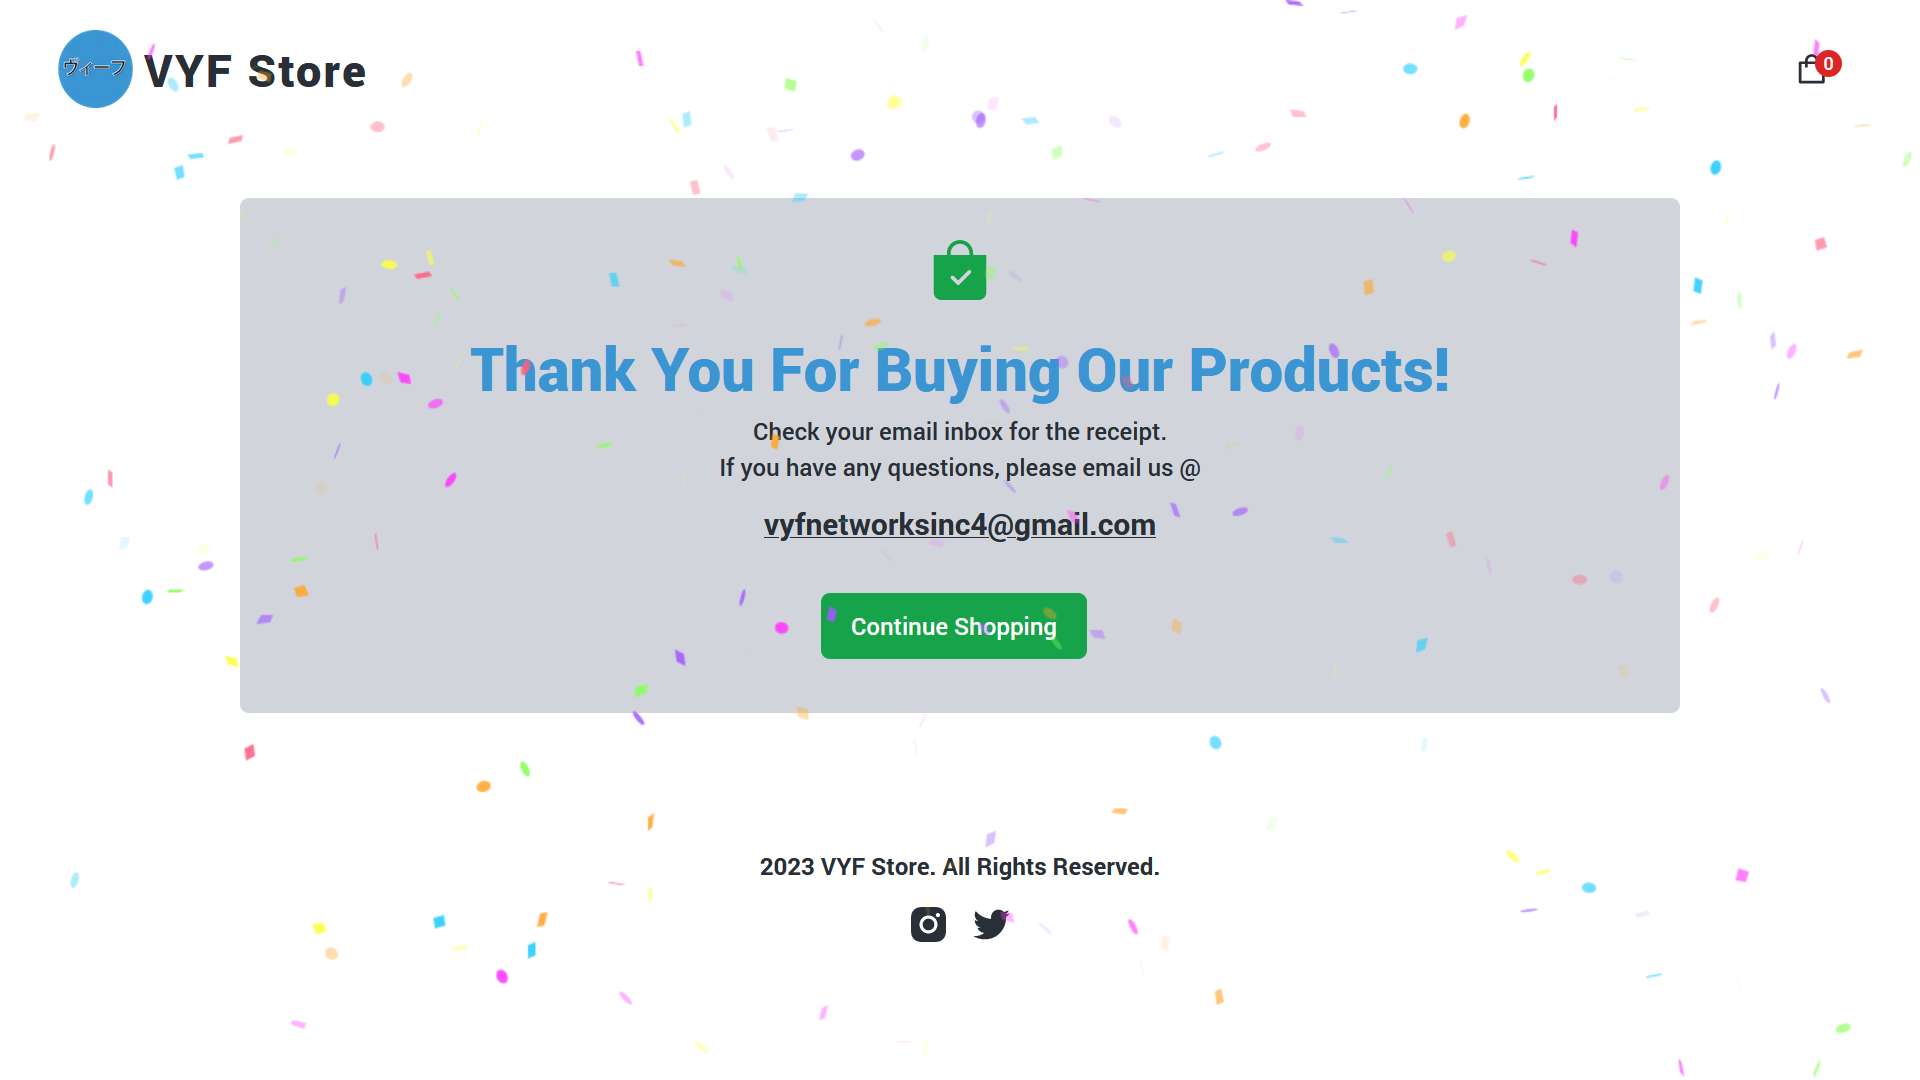 ヴィーフ
VYF Store
0
Thank You For Buying Our Products!
Check your email inbox for the receipt.
If you have any questions, please email us @
vyfnetworksinc4@gmail.com
Continue Shopping
2023 VYF Store. All Rights Reserved.